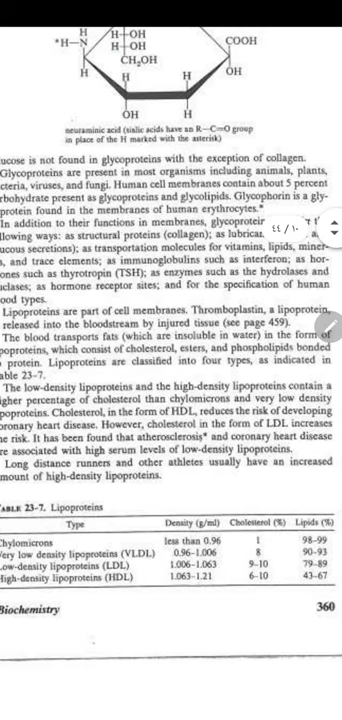 H H–OH
*H–N H–OH COOH
CH₂OH
H H H
OH
OH H
neuraminic acid (sialic acids have an R—C=O group
in place of the H marked with the asterisk)
ucose is not found in glycoproteins with the exception of collagen.
Glycoproteins are present in most organisms including animals, plants,
cteria, viruses, and fungi. Human cell membranes contain about 5 percent
rbohydrate present as glycoproteins and glycolipids. Glycophorin is a gly-
protein found in the membranes of human erythrocytes.*
In addition to their functions in membranes, glycoprotein
llowing ways: as structural proteins (collagen); as lubrica
٤٤ / ١٠
ucous secretions); as transportation molecules for vitamins, lipids, miner-
s, and trace elements; as immunoglobulins such as interferon; as hor-
ones such as thyrotropin (TSH); as enzymes such as the hydrolases and
uclases; as hormone receptor sites; and for the specification of human
ood types.
Lipoproteins are part of cell membranes. Thromboplastin, a lipoprotein,
released into the bloodstream by injured tissue (see page 459).
The blood transports fats (which are insoluble in water) in the form of
poproteins, which consist of cholesterol, esters, and phospholipids bonded
protein. Lipoproteins are classified into four types, as indicated in
able 23-7.
The low-density lipoproteins and the high-density lipoproteins contain a
igher percentage of cholesterol than chylomicrons and very low density
poproteins. Cholesterol, in the form of HDL, reduces the risk of developing
oronary heart disease. However, cholesterol in the form of LDL increases
he risk. It has been found that atherosclerosis* and coronary heart disease
re associated with high serum levels of low-density lipoproteins.
Long distance runners and other athletes usually have an increased
mount of high-density lipoproteins.
TABLE 23-7. Lipoproteins
Type Density (g/ml) Cholesterol (%) Lipids (%)
Chylomicrons less than 0.96 1 98-99
Very low density lipoproteins (VLDL) 0.96-1.006 8 90-93
Low-density lipoproteins (LDL) 1.006-1.063 9-10 79-89
High-density lipoproteins (HDL) 1.063-1.21 6-10 43-67
Biochemistry 360